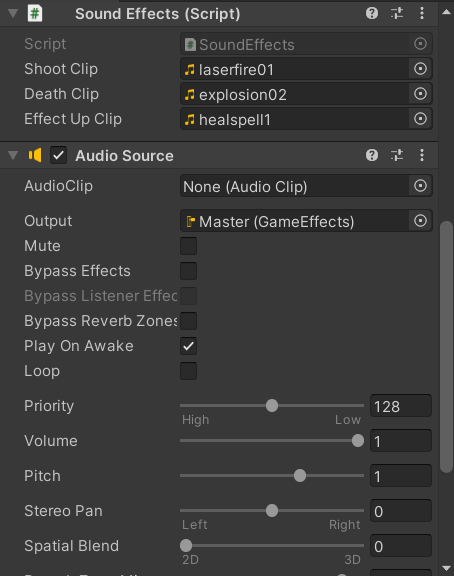 Sound Effects (Script)
Script SoundEffects
Shoot Clip laserfire01
Death Clip explosion02
Effect Up Clip healspell1
Audio Source
AudioClip None (Audio Clip)
Output Master (GameEffects)
Mute
Bypass Effects
Bypass Listener Effec
Bypass Reverb Zones
Play On Awake
Loop
Priority 128
High Low
Volume 1
Pitch 1
Stereo Pan 0
Left Right
Spatial Blend 0
2D 3D